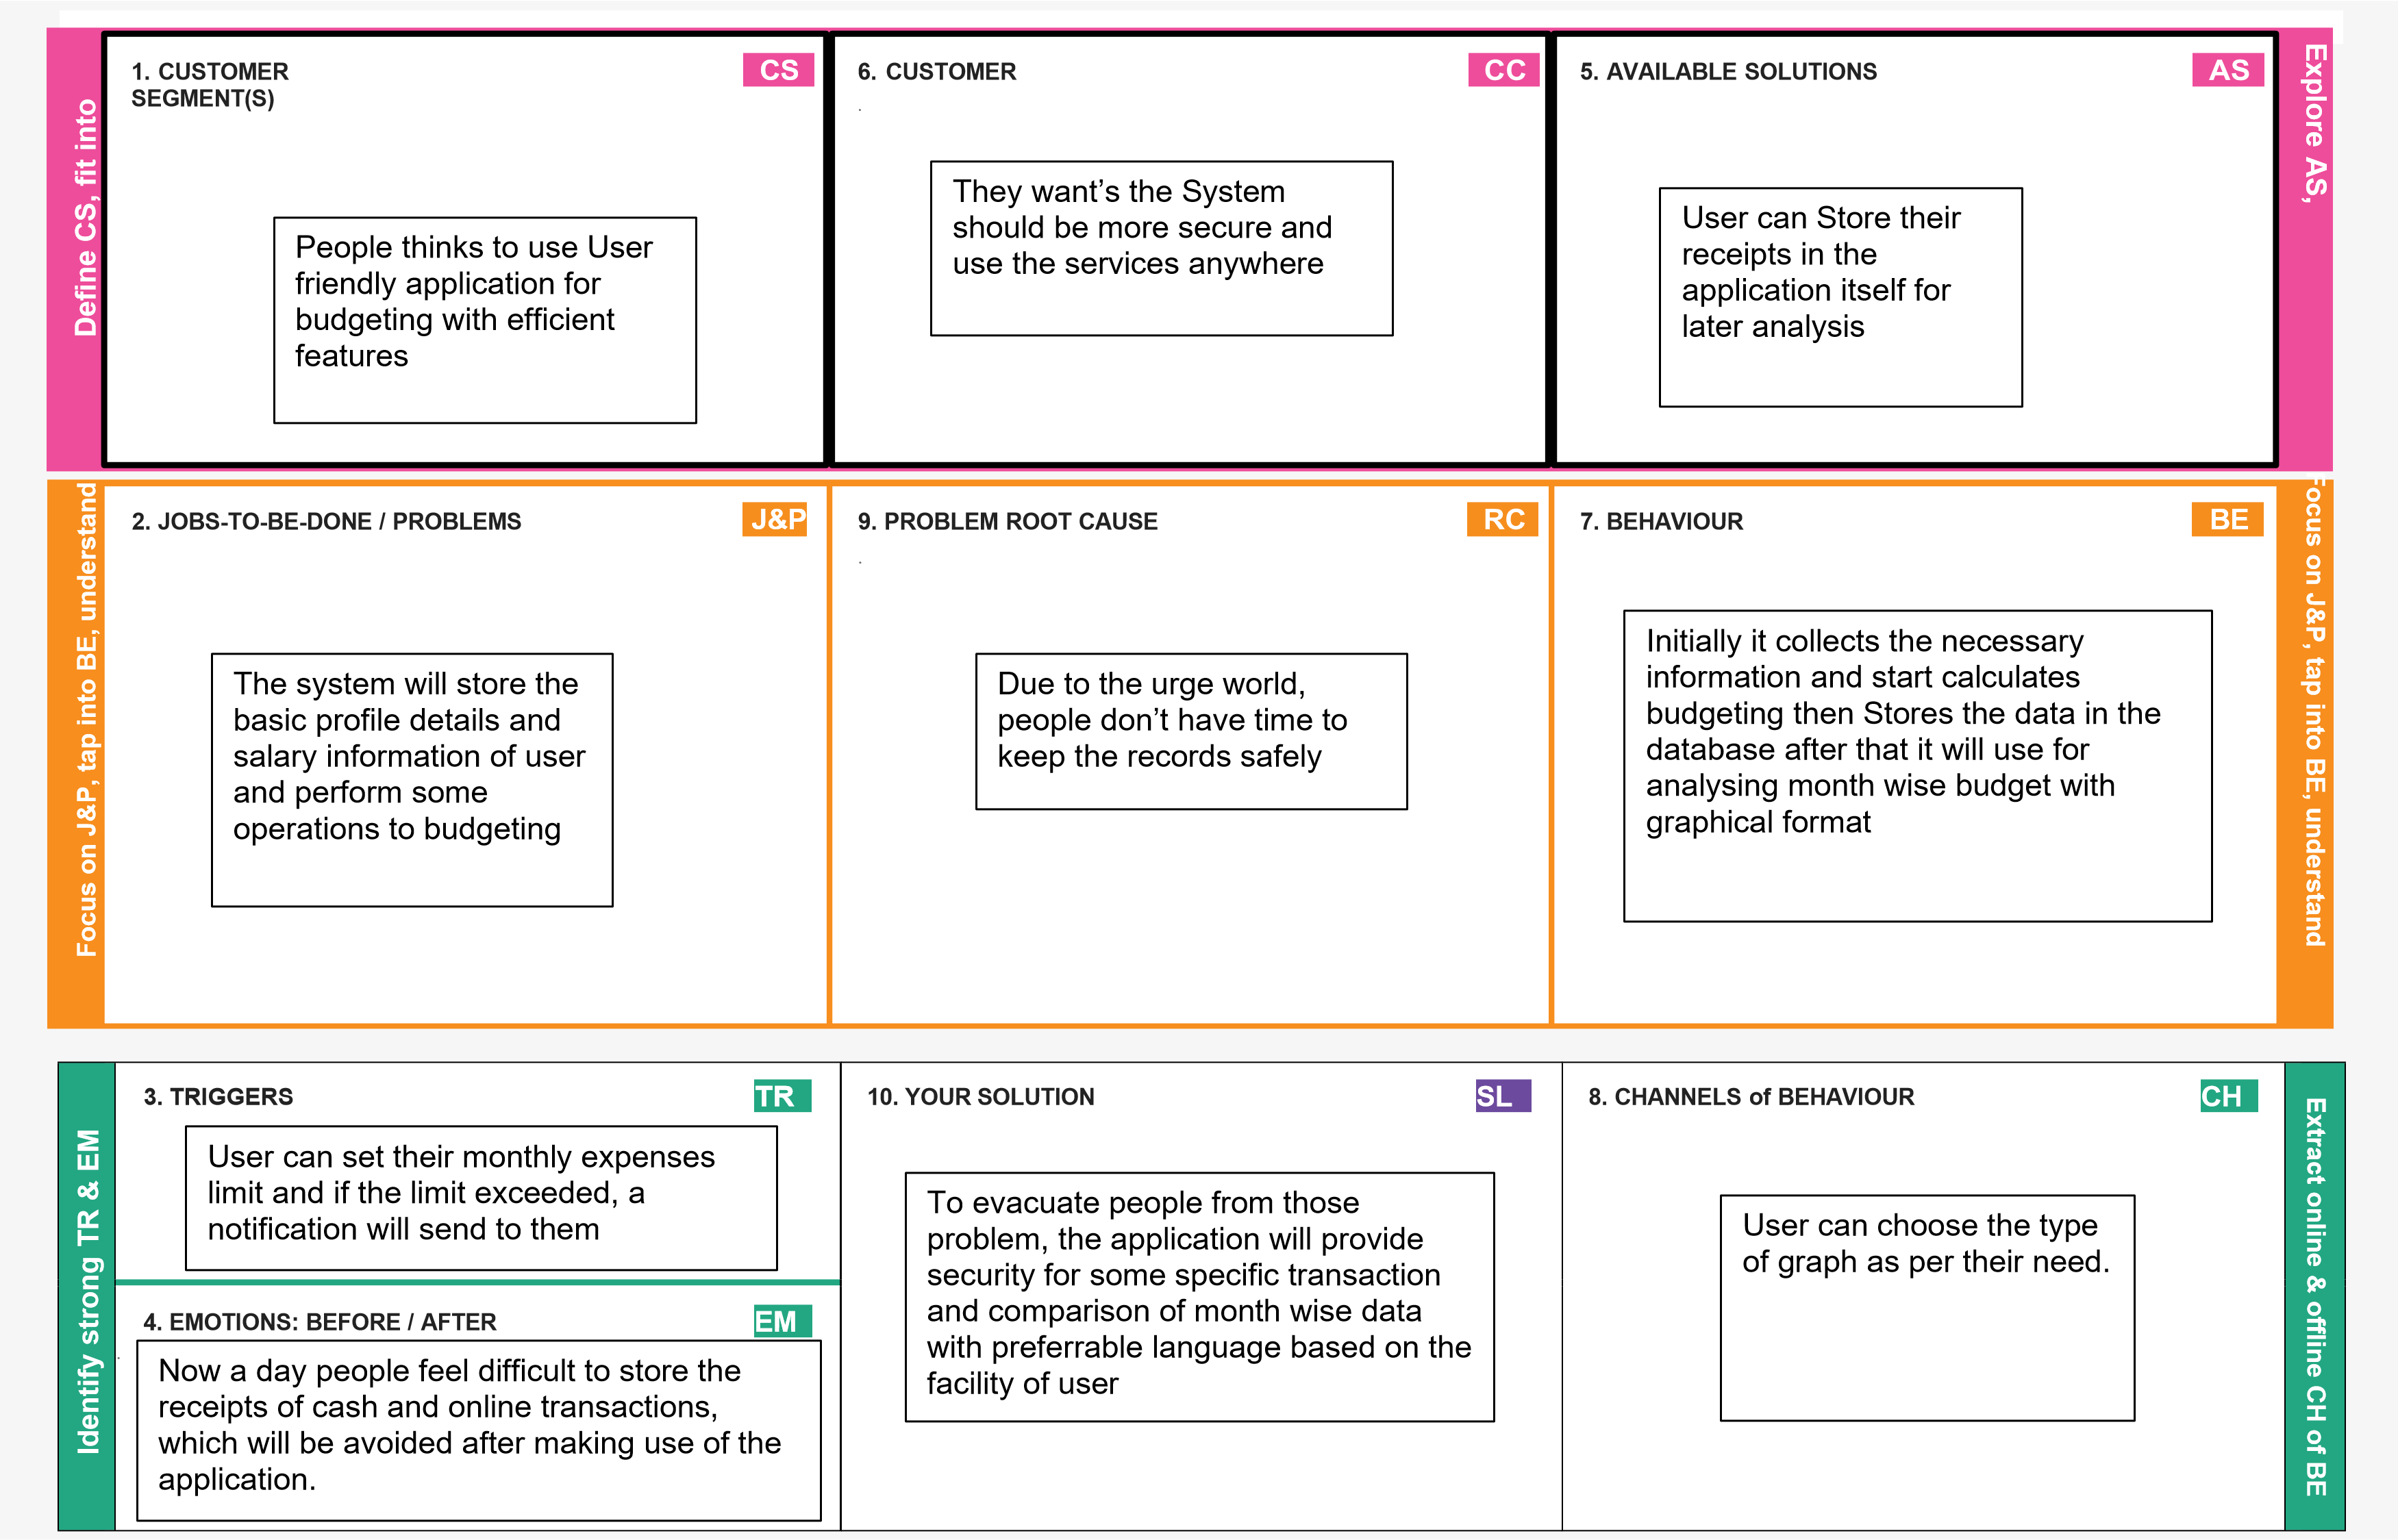 Define CS, fit into
1. CUSTOMER
SEGMENT(S)
CS
People thinks to use User
friendly application for
budgeting with efficient
features
6. CUSTOMER
CC
.
They want’s the System
should be more secure and
use the services anywhere
5. AVAILABLE SOLUTIONS
AS
User can Store their
receipts in the
application itself for
later analysis
Explore AS,
Focus on J&P, tap into BE, understand
2. JOBS-TO-BE-DONE / PROBLEMS
J&P
The system will store the
basic profile details and
salary information of user
and perform some
operations to budgeting
9. PROBLEM ROOT CAUSE
RC
.
Due to the urge world,
people don’t have time to
keep the records safely
7. BEHAVIOUR
BE
Initially it collects the necessary
information and start calculates
budgeting then Stores the data in the
database after that it will use for
analysing month wise budget with
graphical format
Focus on J&P, tap into BE, understand
Identify strong TR & EM
3. TRIGGERS
TR
User can set their monthly expenses
limit and if the limit exceeded, a
notification will send to them
4. EMOTIONS: BEFORE / AFTER
EM
.
Now a day people feel difficult to store the
receipts of cash and online transactions,
which will be avoided after making use of the
application.
10. YOUR SOLUTION
SL
To evacuate people from those
problem, the application will provide
security for some specific transaction
and comparison of month wise data
with preferrable language based on the
facility of user
8. CHANNELS of BEHAVIOUR
CH
User can choose the type
of graph as per their need.
Extract online & offline CH of BE